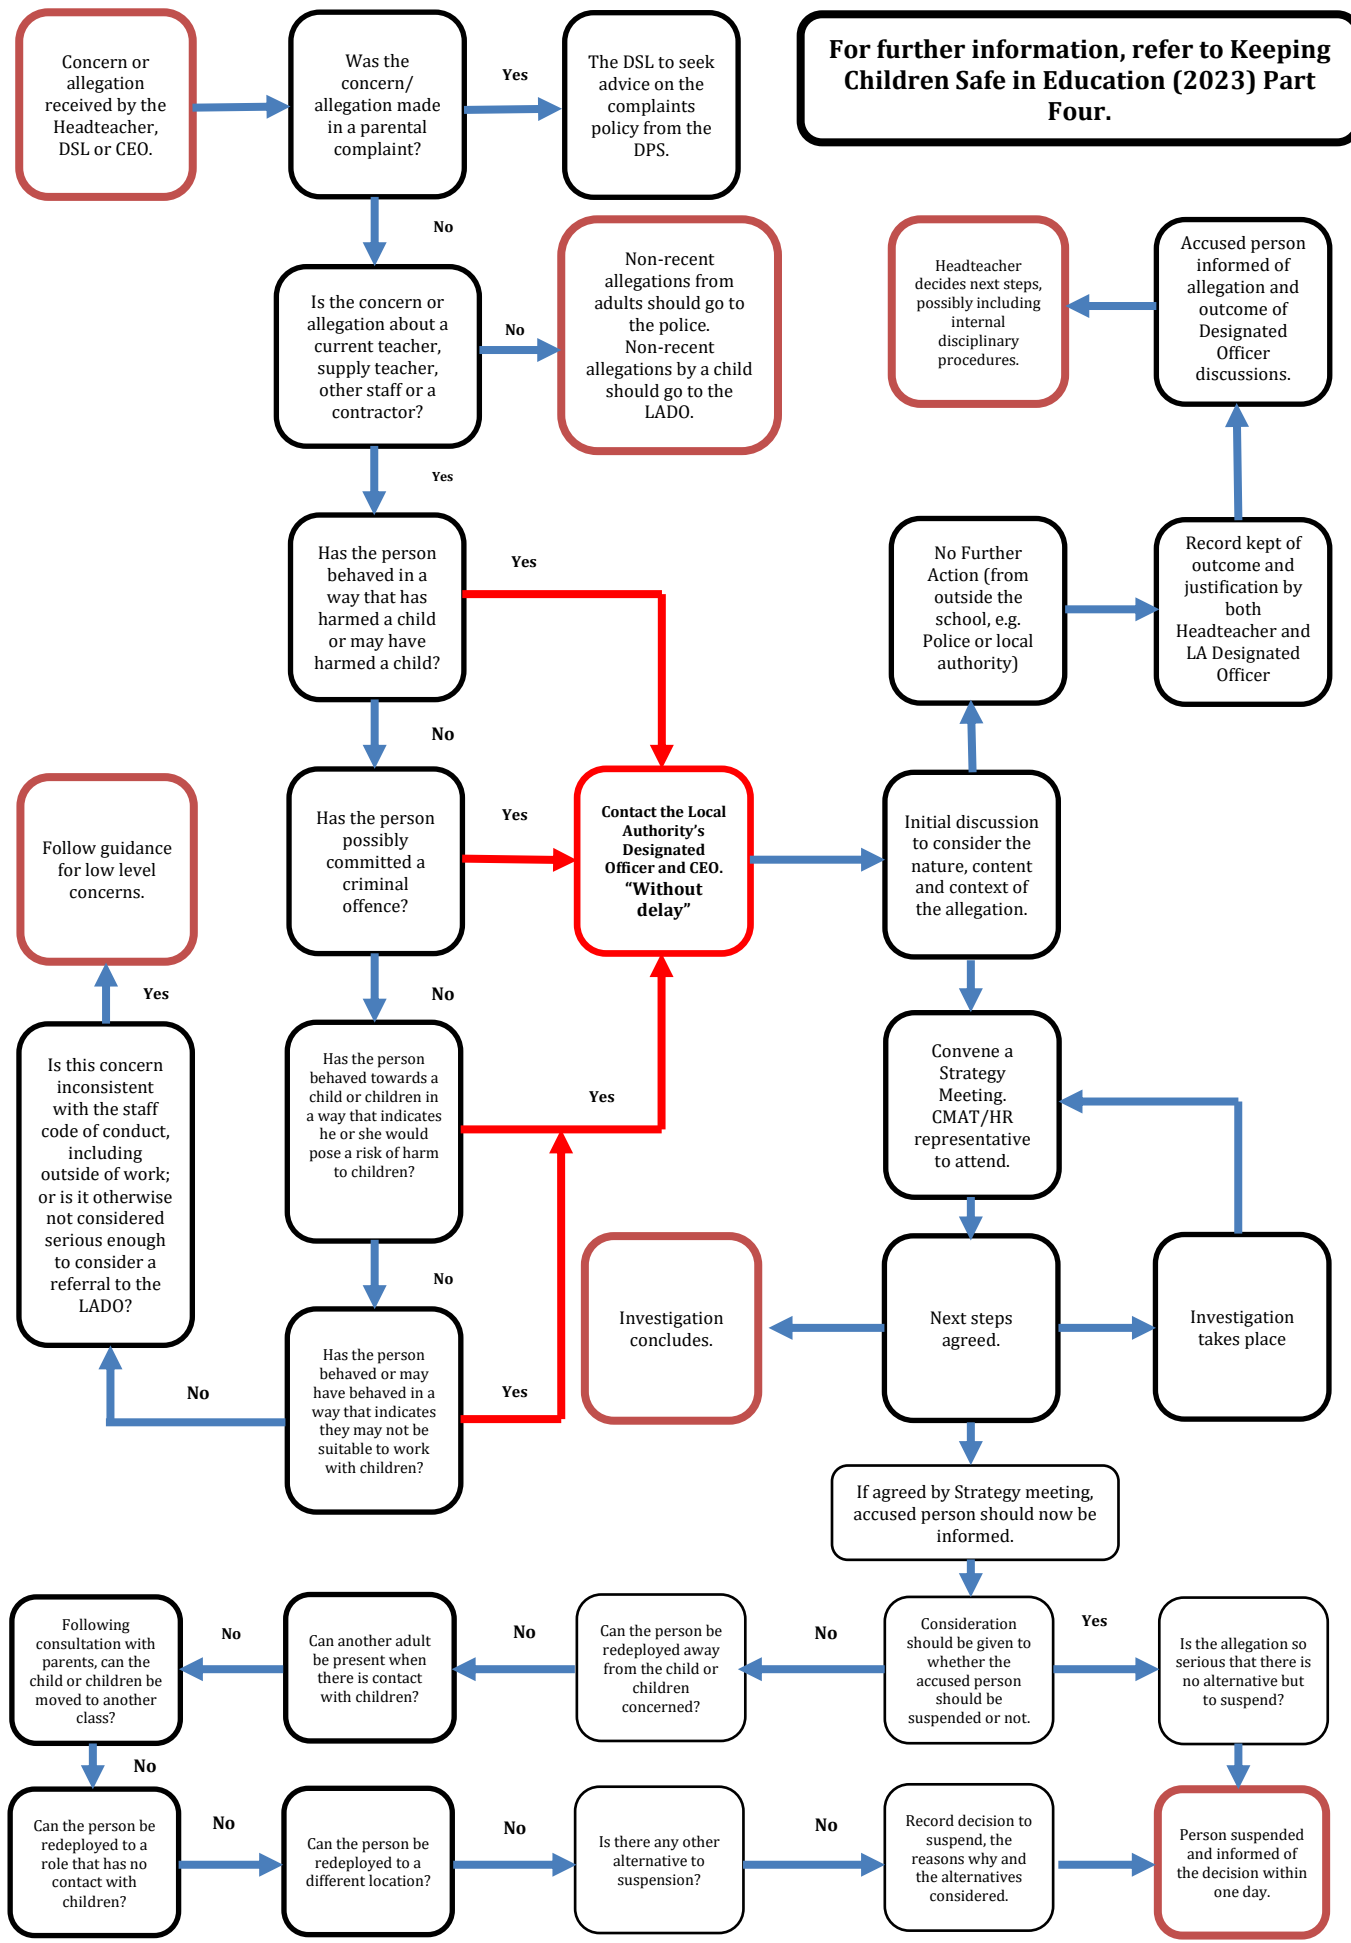 Concern or
allegation
received by the
Headteacher,
DSL or CEO.
Was the
concern/
allegation made
in a parental
complaint?
Yes
The DSL to seek
advice on the
complaints
policy from the
DPS.
For further information, refer to Keeping
Children Safe in Education (2023) Part
Four.
No
Is the concern or
allegation about a
current teacher,
supply teacher,
other staff or a
contractor?
No
Non-recent
allegations from
adults should go to
the police.
Non-recent
allegations by a child
should go to the
LADO.
Headteacher
decides next steps,
possibly including
internal
disciplinary
procedures.
Accused person
informed of
allegation and
outcome of
Designated
Officer
discussions.
Yes
Has the person
behaved in a
way that has
harmed a child
or may have
harmed a child?
Yes
No Further
Action (from
outside the
school, e.g.
Police or local
authority)
Record kept of
outcome and
justification by
both
Headteacher and
LA Designated
Officer
No
Follow guidance
for low level
concerns.
Has the person
possibly
committed a
criminal
offence?
Yes
Contact the Local
Authority’s
Designated
Officer and CEO.
“Without
delay”
Initial discussion
to consider the
nature, content
and context of
the allegation.
Yes
No
Is this concern
inconsistent
with the staff
code of conduct,
including
outside of work;
or is it otherwise
not considered
serious enough
to consider a
referral to the
LADO?
Has the person
behaved towards a
child or children in
a way that indicates
he or she would
pose a risk of harm
to children?
Yes
Convene a
Strategy
Meeting.
CMAT/HR
representative
to attend.
No
Investigation
concludes.
Next steps
agreed.
Investigation
takes place
No
Has the person
behaved or may
have behaved in a
way that indicates
they may not be
suitable to work
with children?
Yes
If agreed by Strategy meeting,
accused person should now be
informed.
Following
consultation with
parents, can the
child or children be
moved to another
class?
No
Can another adult
be present when
there is contact
with children?
No
Can the person be
redeployed away
from the child or
children
concerned?
No
Consideration
should be given to
whether the
accused person
should be
suspended or not.
Yes
Is the allegation so
serious that there is
no alternative but
to suspend?
No
Can the person be
redeployed to a
role that has no
contact with
children?
No
Can the person be
redeployed to a
different location?
No
Is there any other
alternative to
suspension?
No
Record decision to
suspend, the
reasons why and
the alternatives
considered.
Person suspended
and informed of
the decision within
one day.